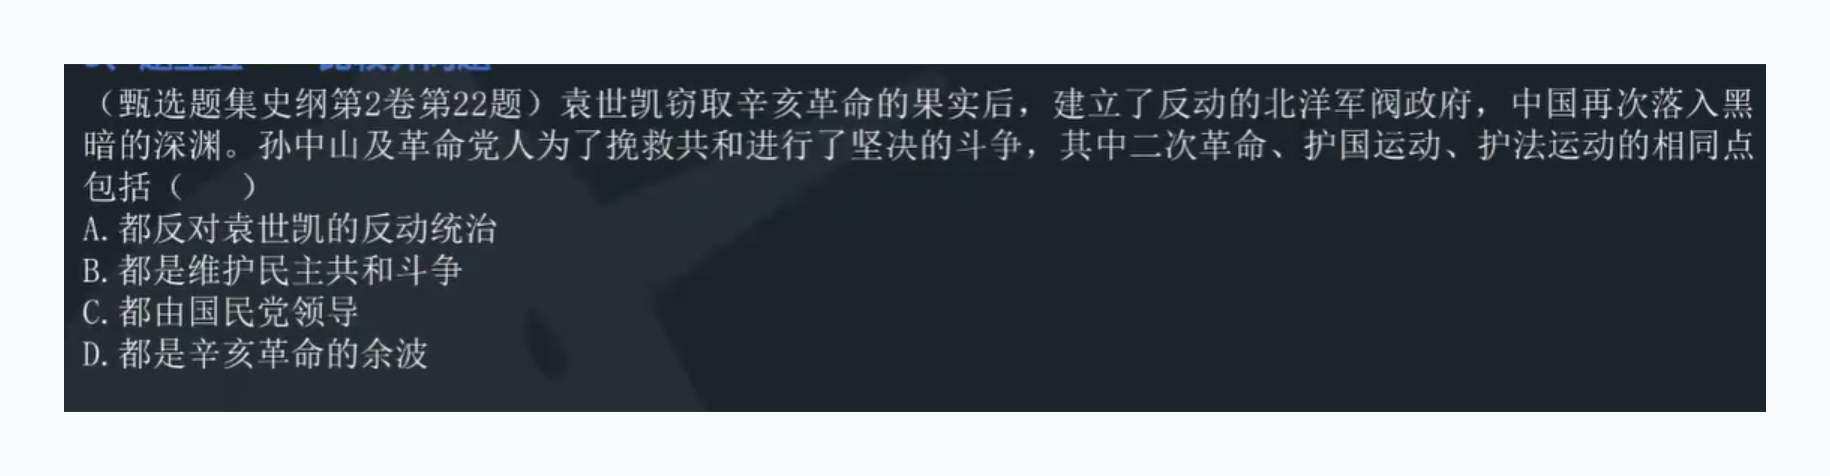 （甄选题集史纲第2卷第22题）袁世凯窃取辛亥革命的果实后，建立了反动的北洋军阀政府，中国再次落入黑
暗的深渊。孙中山及革命党人为了挽救共和进行了坚决的斗争，其中二次革命、护国运动、护法运动的相同点
包括（　　）
A.都反对袁世凯的反动统治
B.都是维护民主共和斗争
C.都由国民党领导
D.都是辛亥革命的余波